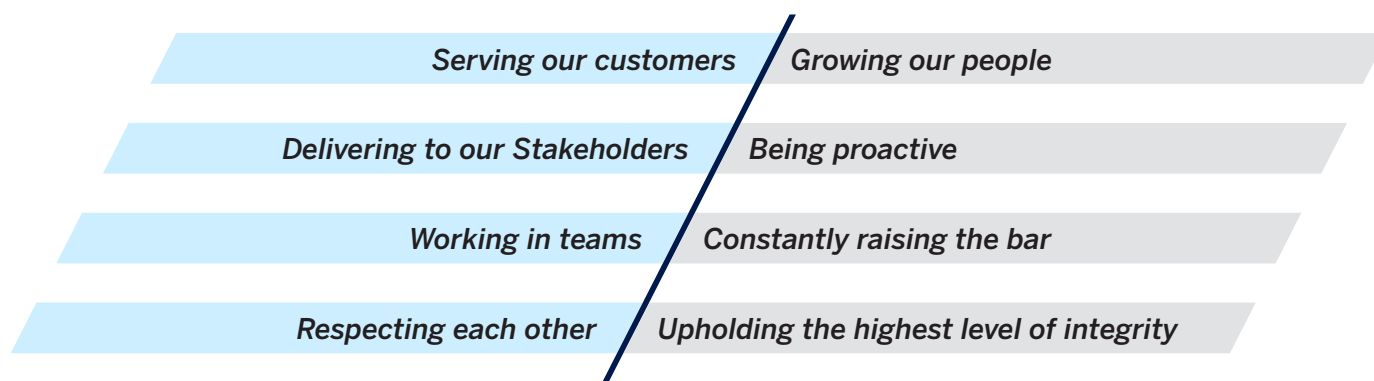 Serving our customers
Growing our people
Delivering to our Stakeholders
Being proactive
Working in teams
Constantly raising the bar
Respecting each other
Upholding the highest level of integrity